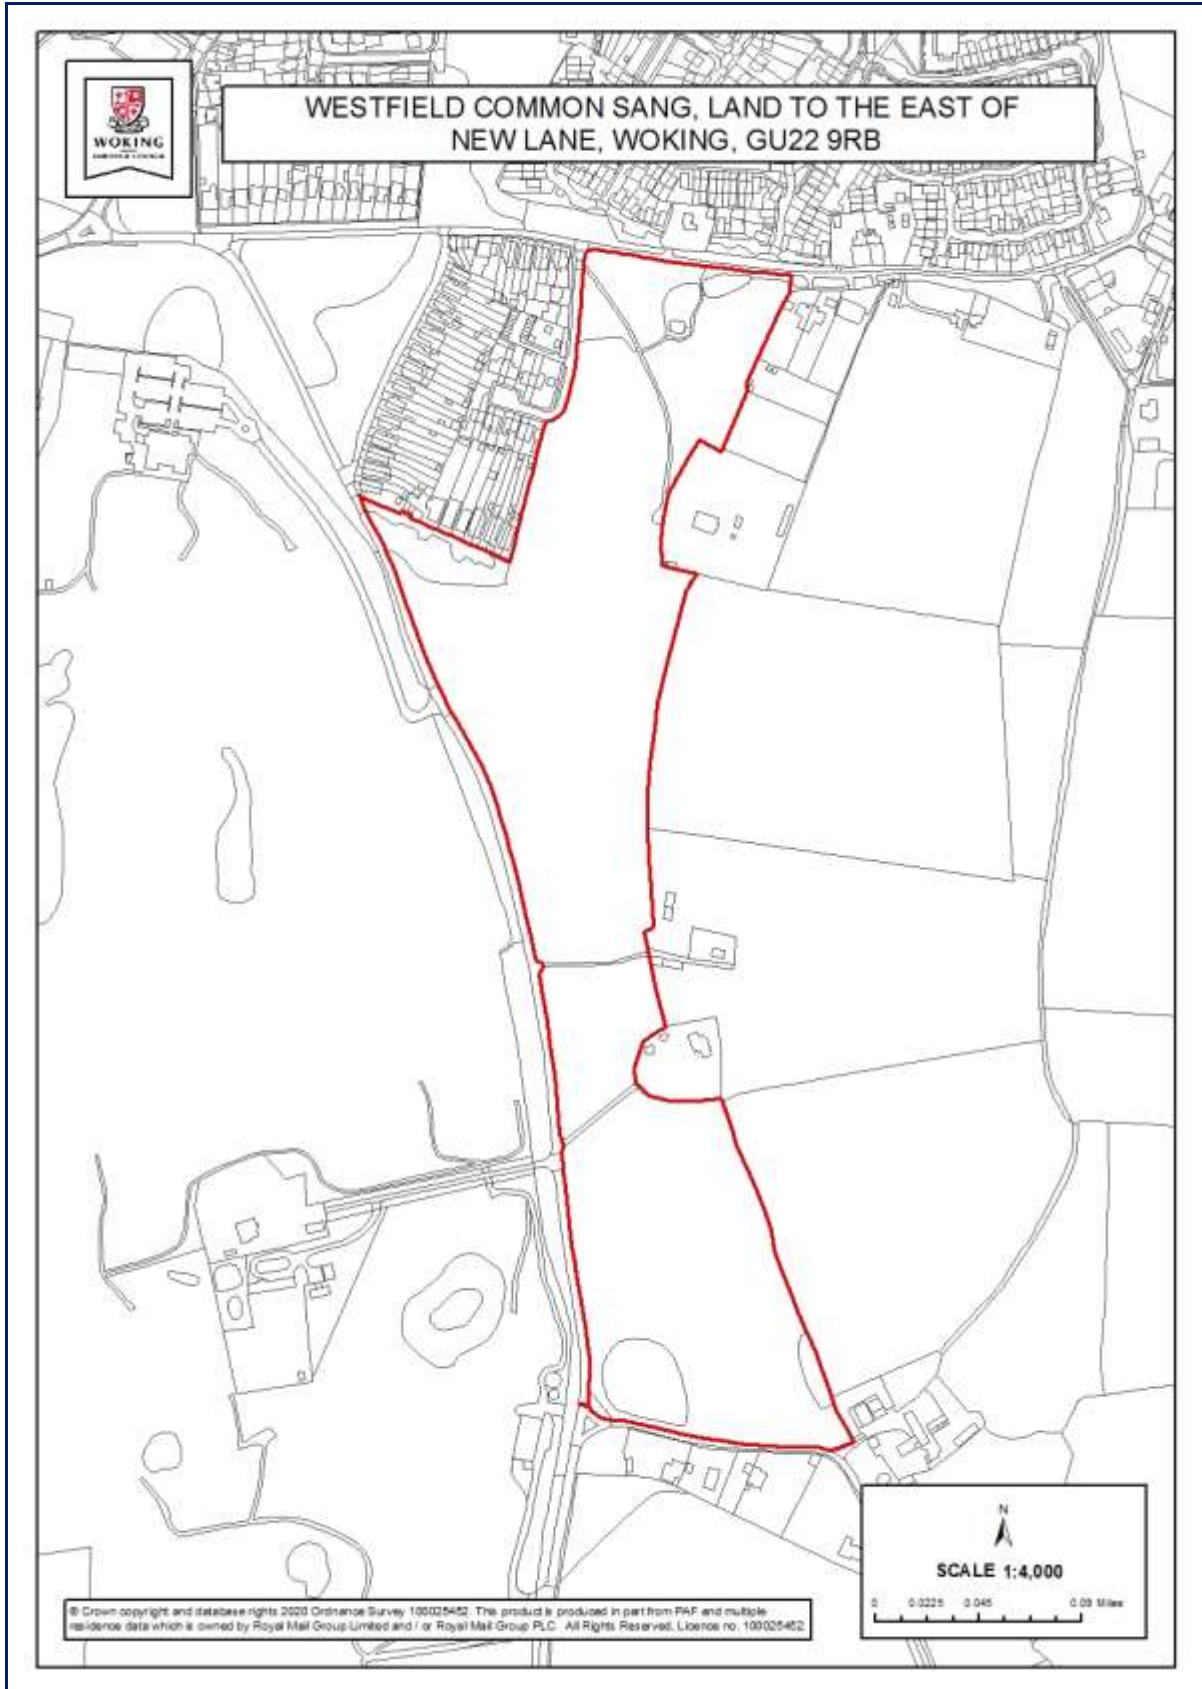 WOKING
BOROUGH COUNCIL
WESTFIELD COMMON SANG, LAND TO THE EAST OF
NEW LANE, WOKING, GU22 9RB
N
SCALE 1:4,000
0 0.0225 0.045 0.09 Miles
© Crown copyright and database rights 2020 Ordnance Survey 100025452. This product is produced in part from PAF and multiple
residence data which is owned by Royal Mail Group Limited and / or Royal Mail Group PLC. All Rights Reserved, Licence no. 100025452